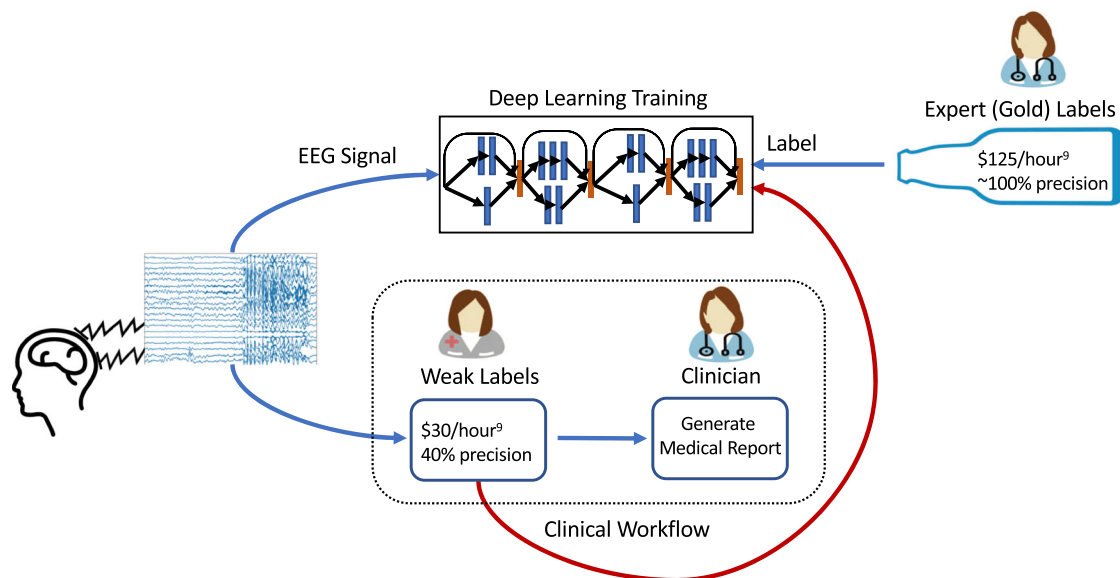 Deep Learning Training
Expert (Gold) Labels
EEG Signal
Label
$125/hour⁹
~100% precision
Weak Labels
Clinician
$30/hour⁹
40% precision
Generate
Medical Report
Clinical Workflow